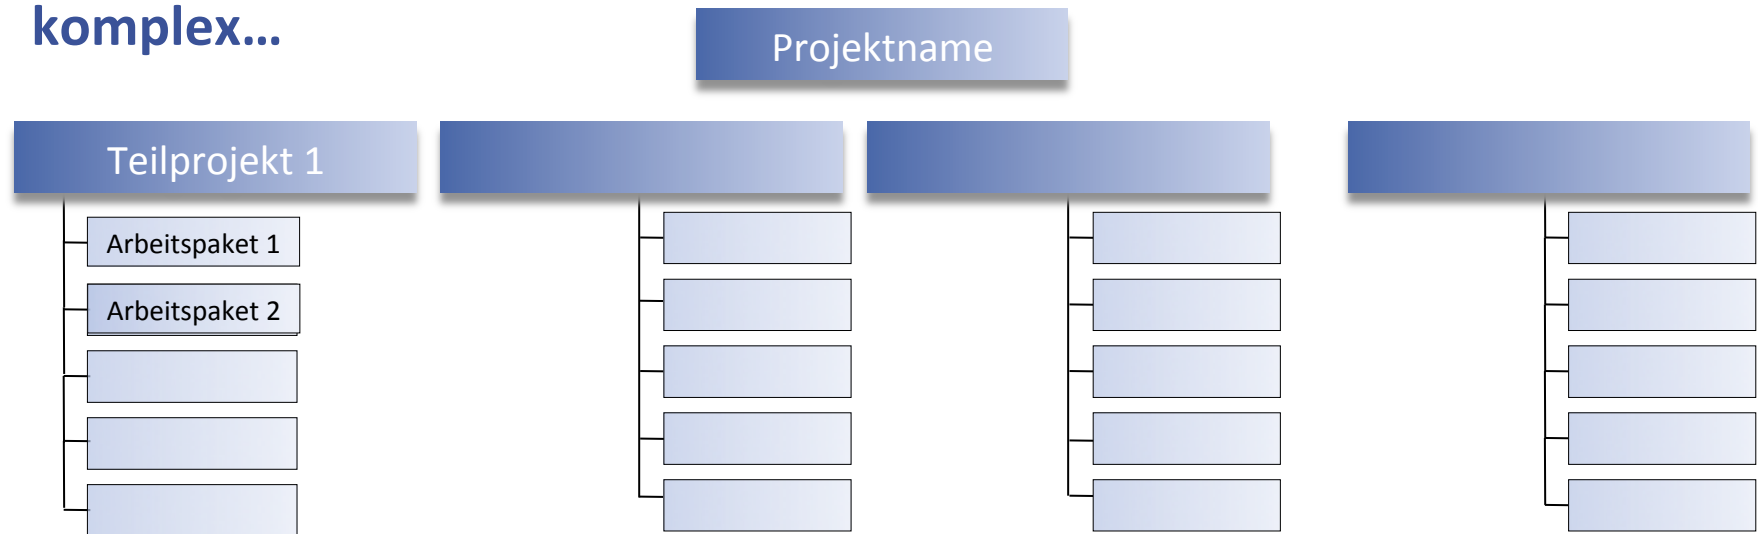 komplex...
Projektname
Teilprojekt 1
Arbeitspaket 1
Arbeitspaket 2